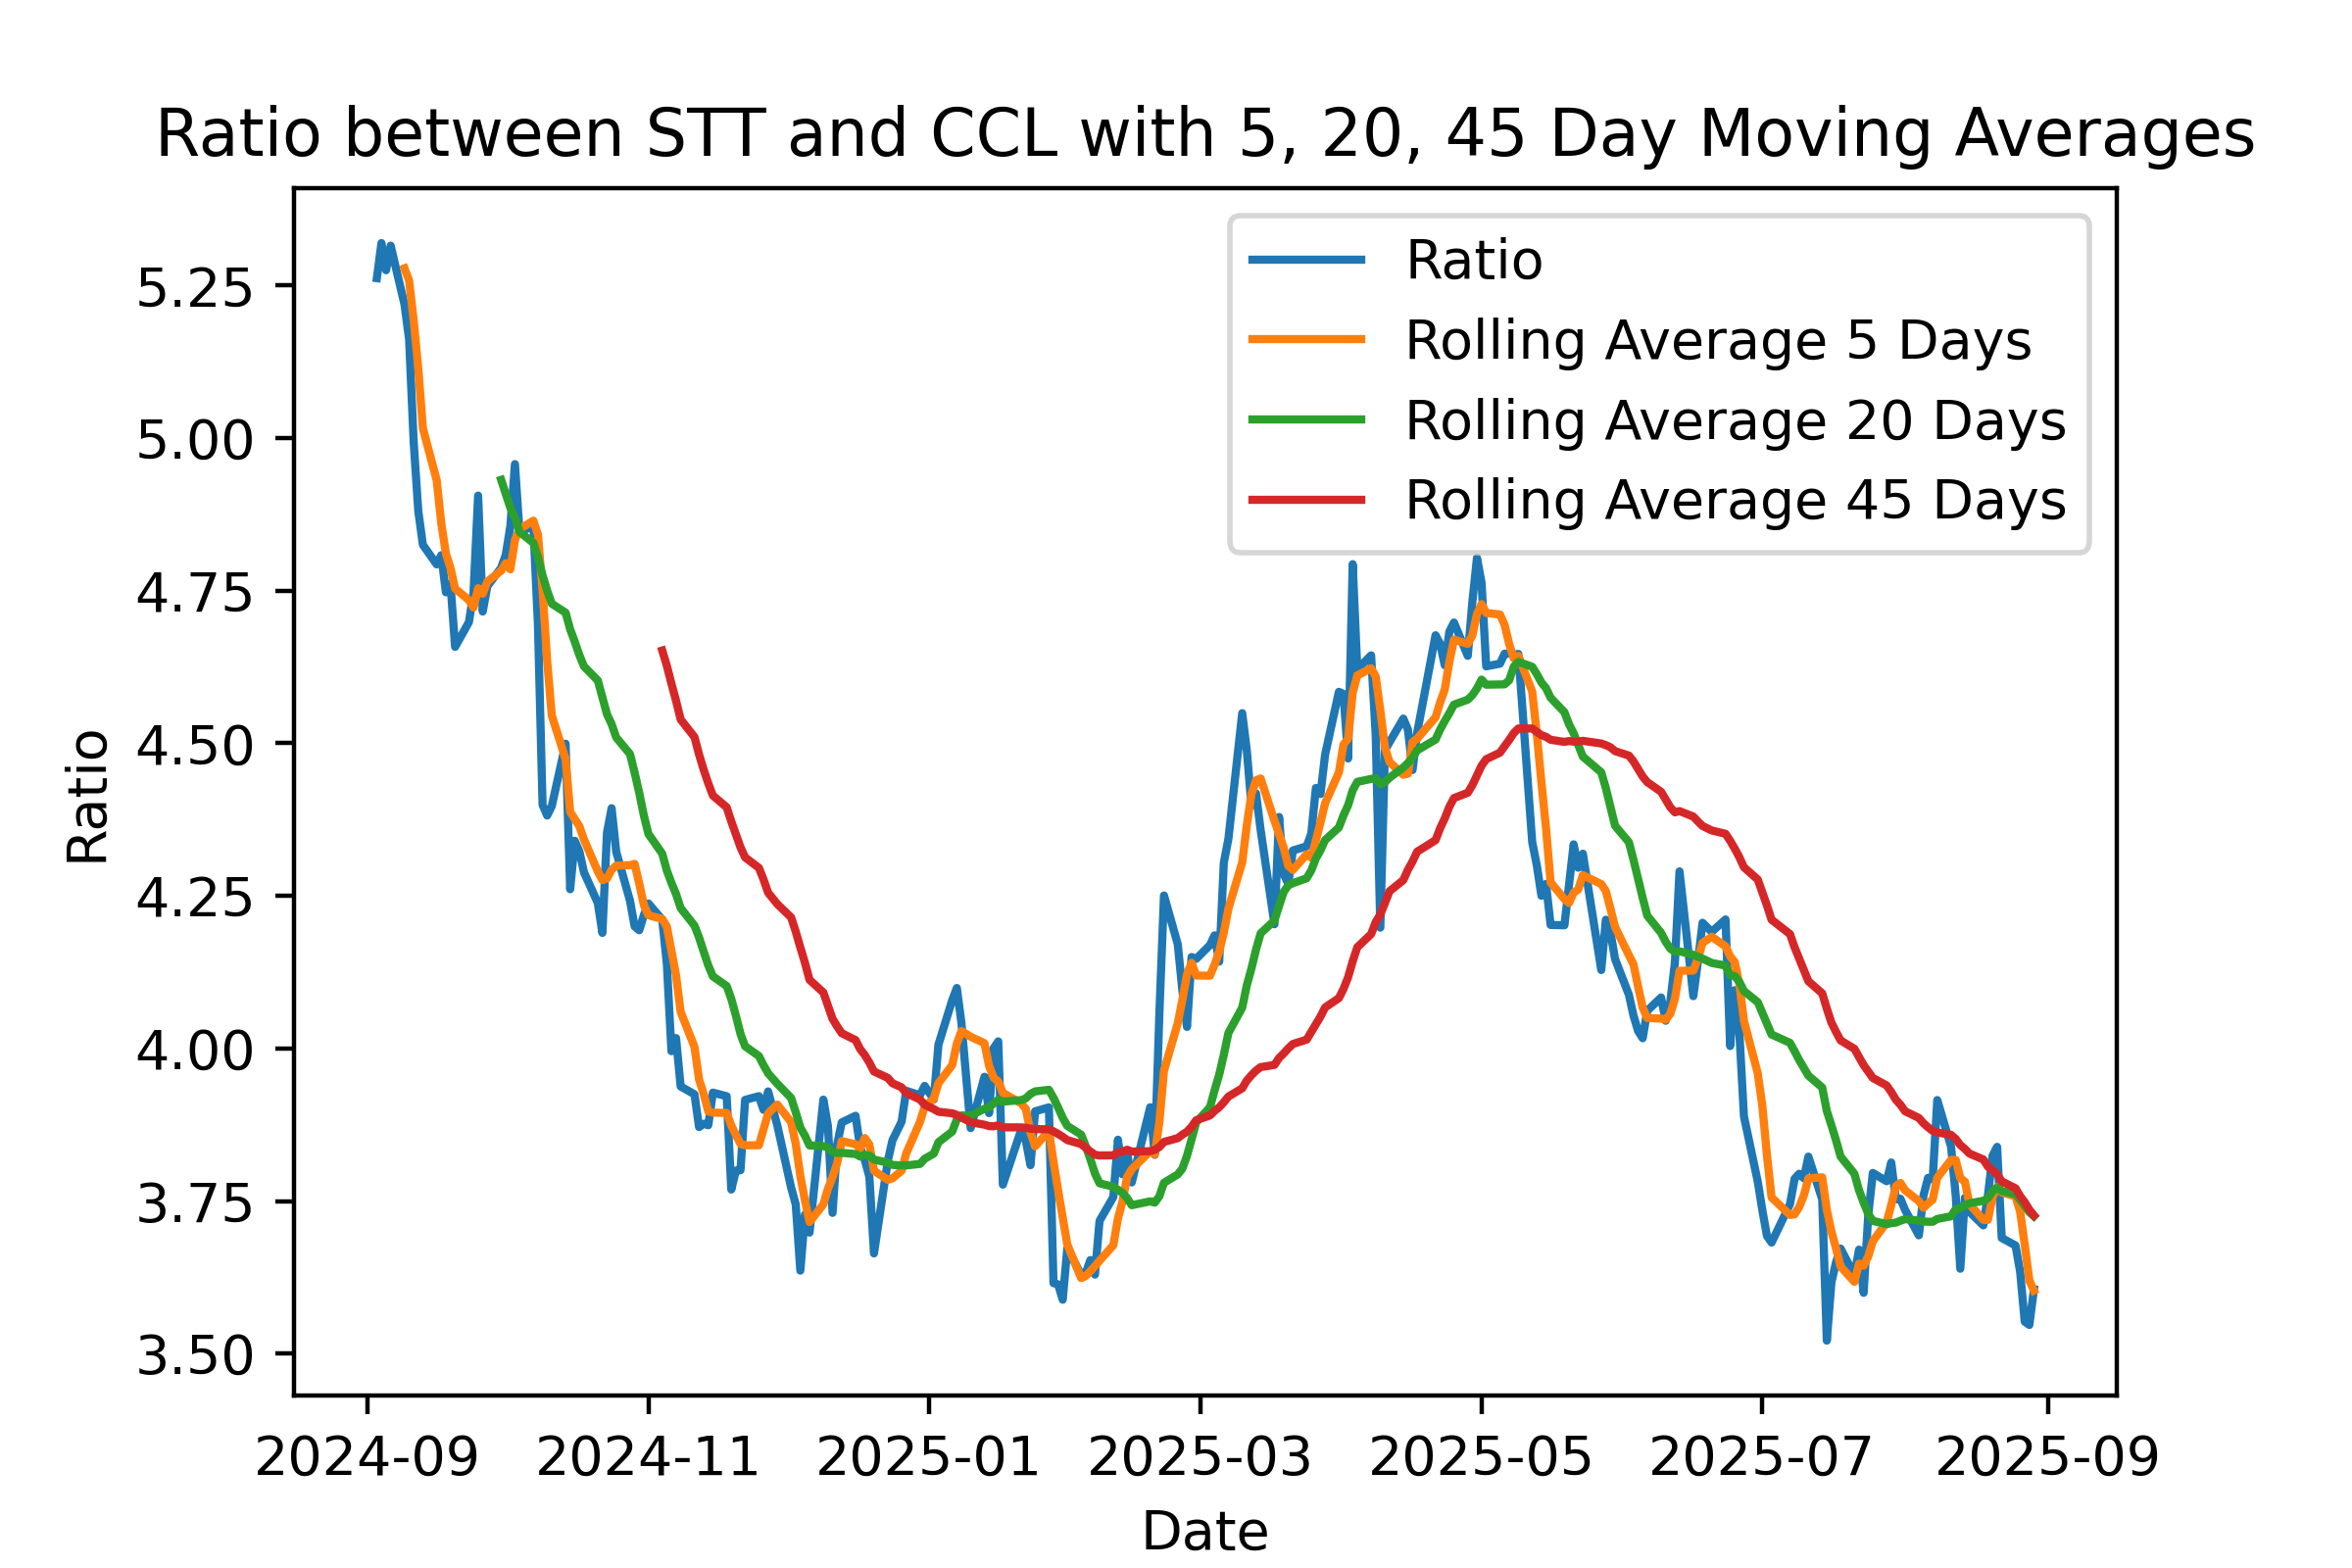 Ratio between STT and CCL with 5, 20, 45 Day Moving Averages
Ratio
Rolling Average 5 Days
Rolling Average 20 Days
Rolling Average 45 Days
5.25
5.00
4.75
4.50
4.25
4.00
3.75
3.50
Ratio
2024-09 2024-11 2025-01 2025-03 2025-05 2025-07 2025-09
Date